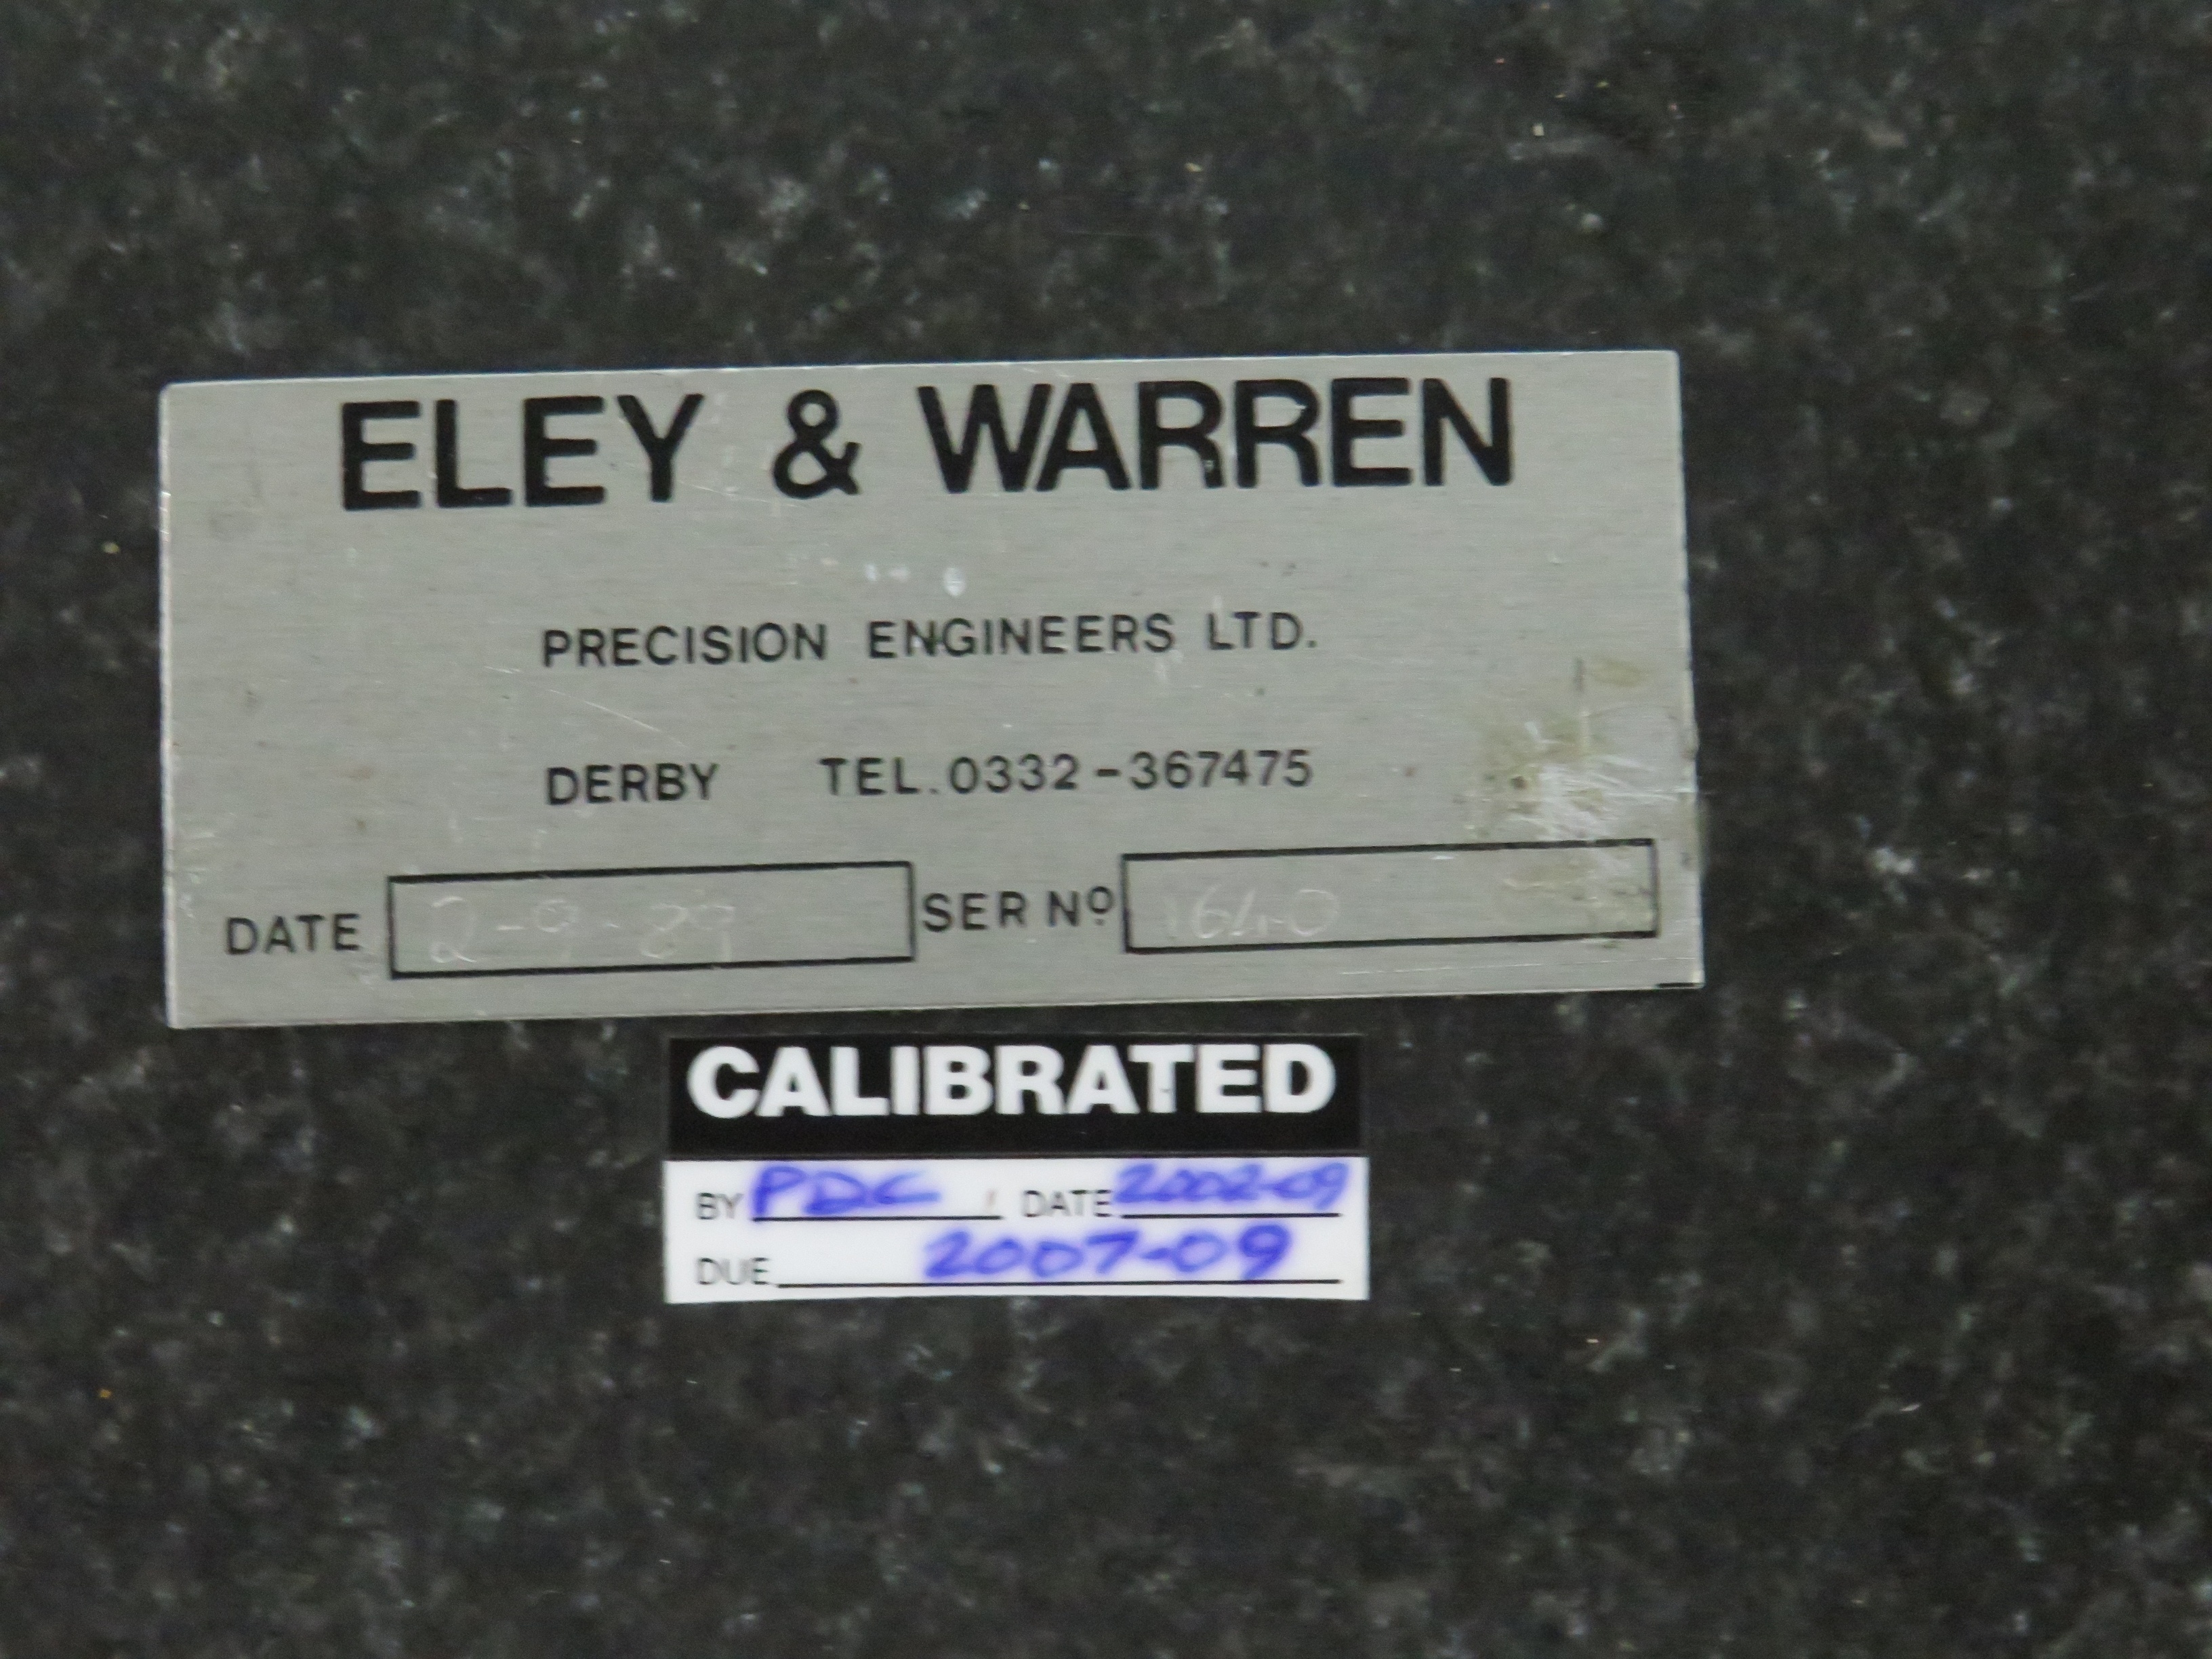 ELEY & WARREN
PRECISION ENGINEERS LTD.
DERBY TEL. 0332-367475
DATE 2-9-89 SER Nº 1640
CALIBRATED
BY PDC DATE 2002-09
DUE 2007-09